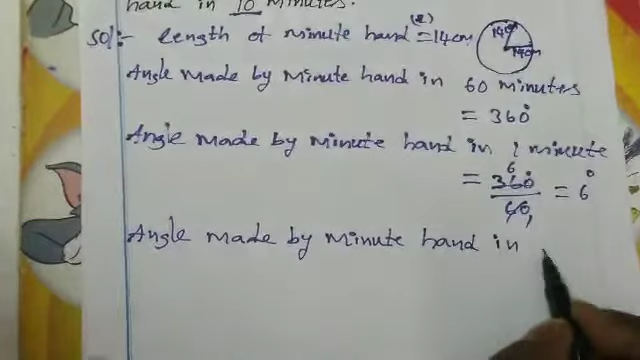 hand in 10 minutes.
Sol:- Length of minute hand (r) = 14cm
14cm
14cm
Angle made by minute hand in 60 minutes
= 360°
Angle made by minute hand in 1 minute
= 360°/60 = 6°
6
1
Angle made by minute hand in